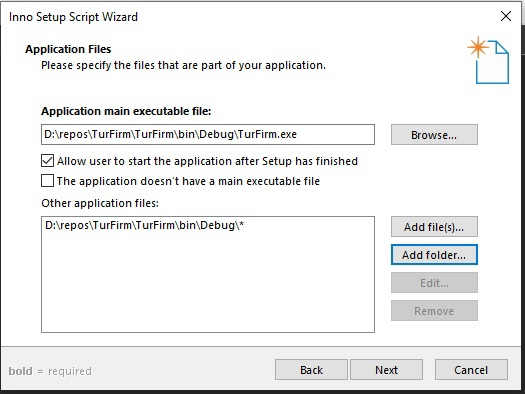 Inno Setup Script Wizard
Application Files
Please specify the files that are part of your application.
Application main executable file:
D:\repos\TurFirm\TurFirm\bin\Debug\TurFirm.exe
Browse...
Allow user to start the application after Setup has finished
The application doesn't have a main executable file
Other application files:
D:\repos\TurFirm\TurFirm\bin\Debug\*
Add file(s)...
Add folder...
Edit...
Remove
bold = required
Back
Next
Cancel